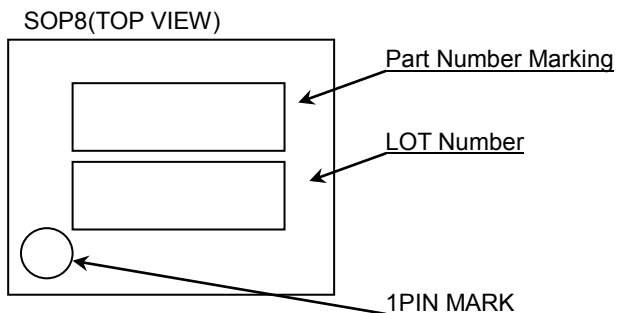 SOP8(TOP VIEW)
Part Number Marking
LOT Number
1PIN MARK